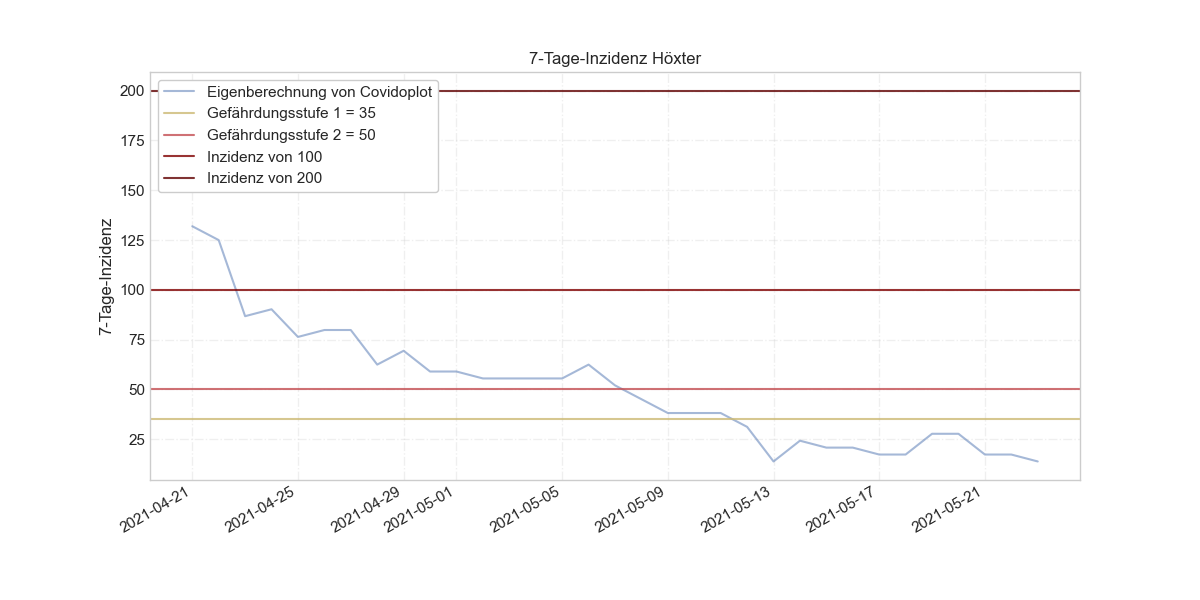 7-Tage-Inzidenz Höxter
Eigenberechnung von Covidoplot
Gefährdungsstufe 1 = 35
Gefährdungsstufe 2 = 50
Inzidenz von 100
Inzidenz von 200
7-Tage-Inzidenz
200
175
150
125
100
75
50
25
2021-04-21
2021-04-25
2021-04-29
2021-05-01
2021-05-05
2021-05-09
2021-05-13
2021-05-17
2021-05-21